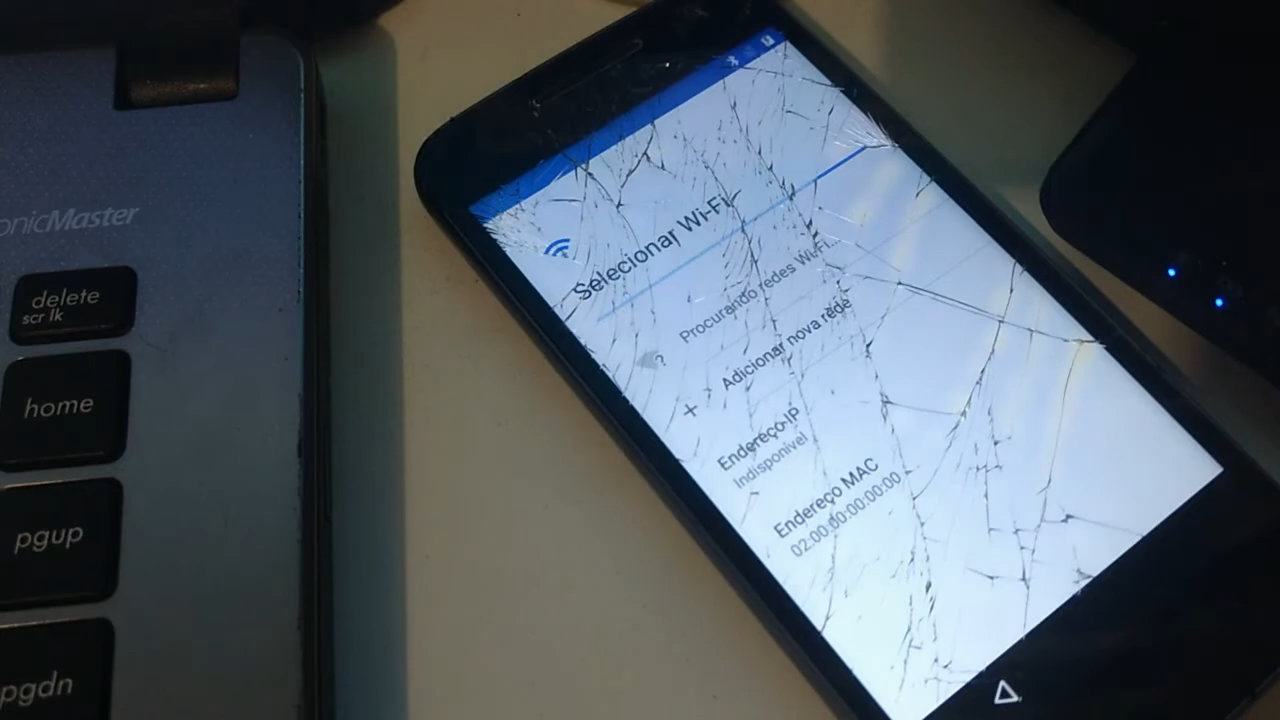 onicMaster
delete
scr lk
home
pgup
pgdn
Selecionar Wi-Fi
Procurando redes Wi-Fi...
Adicionar nova rede
Endereço IP
Indisponível
Endereço MAC
02:00:00:00:00:00